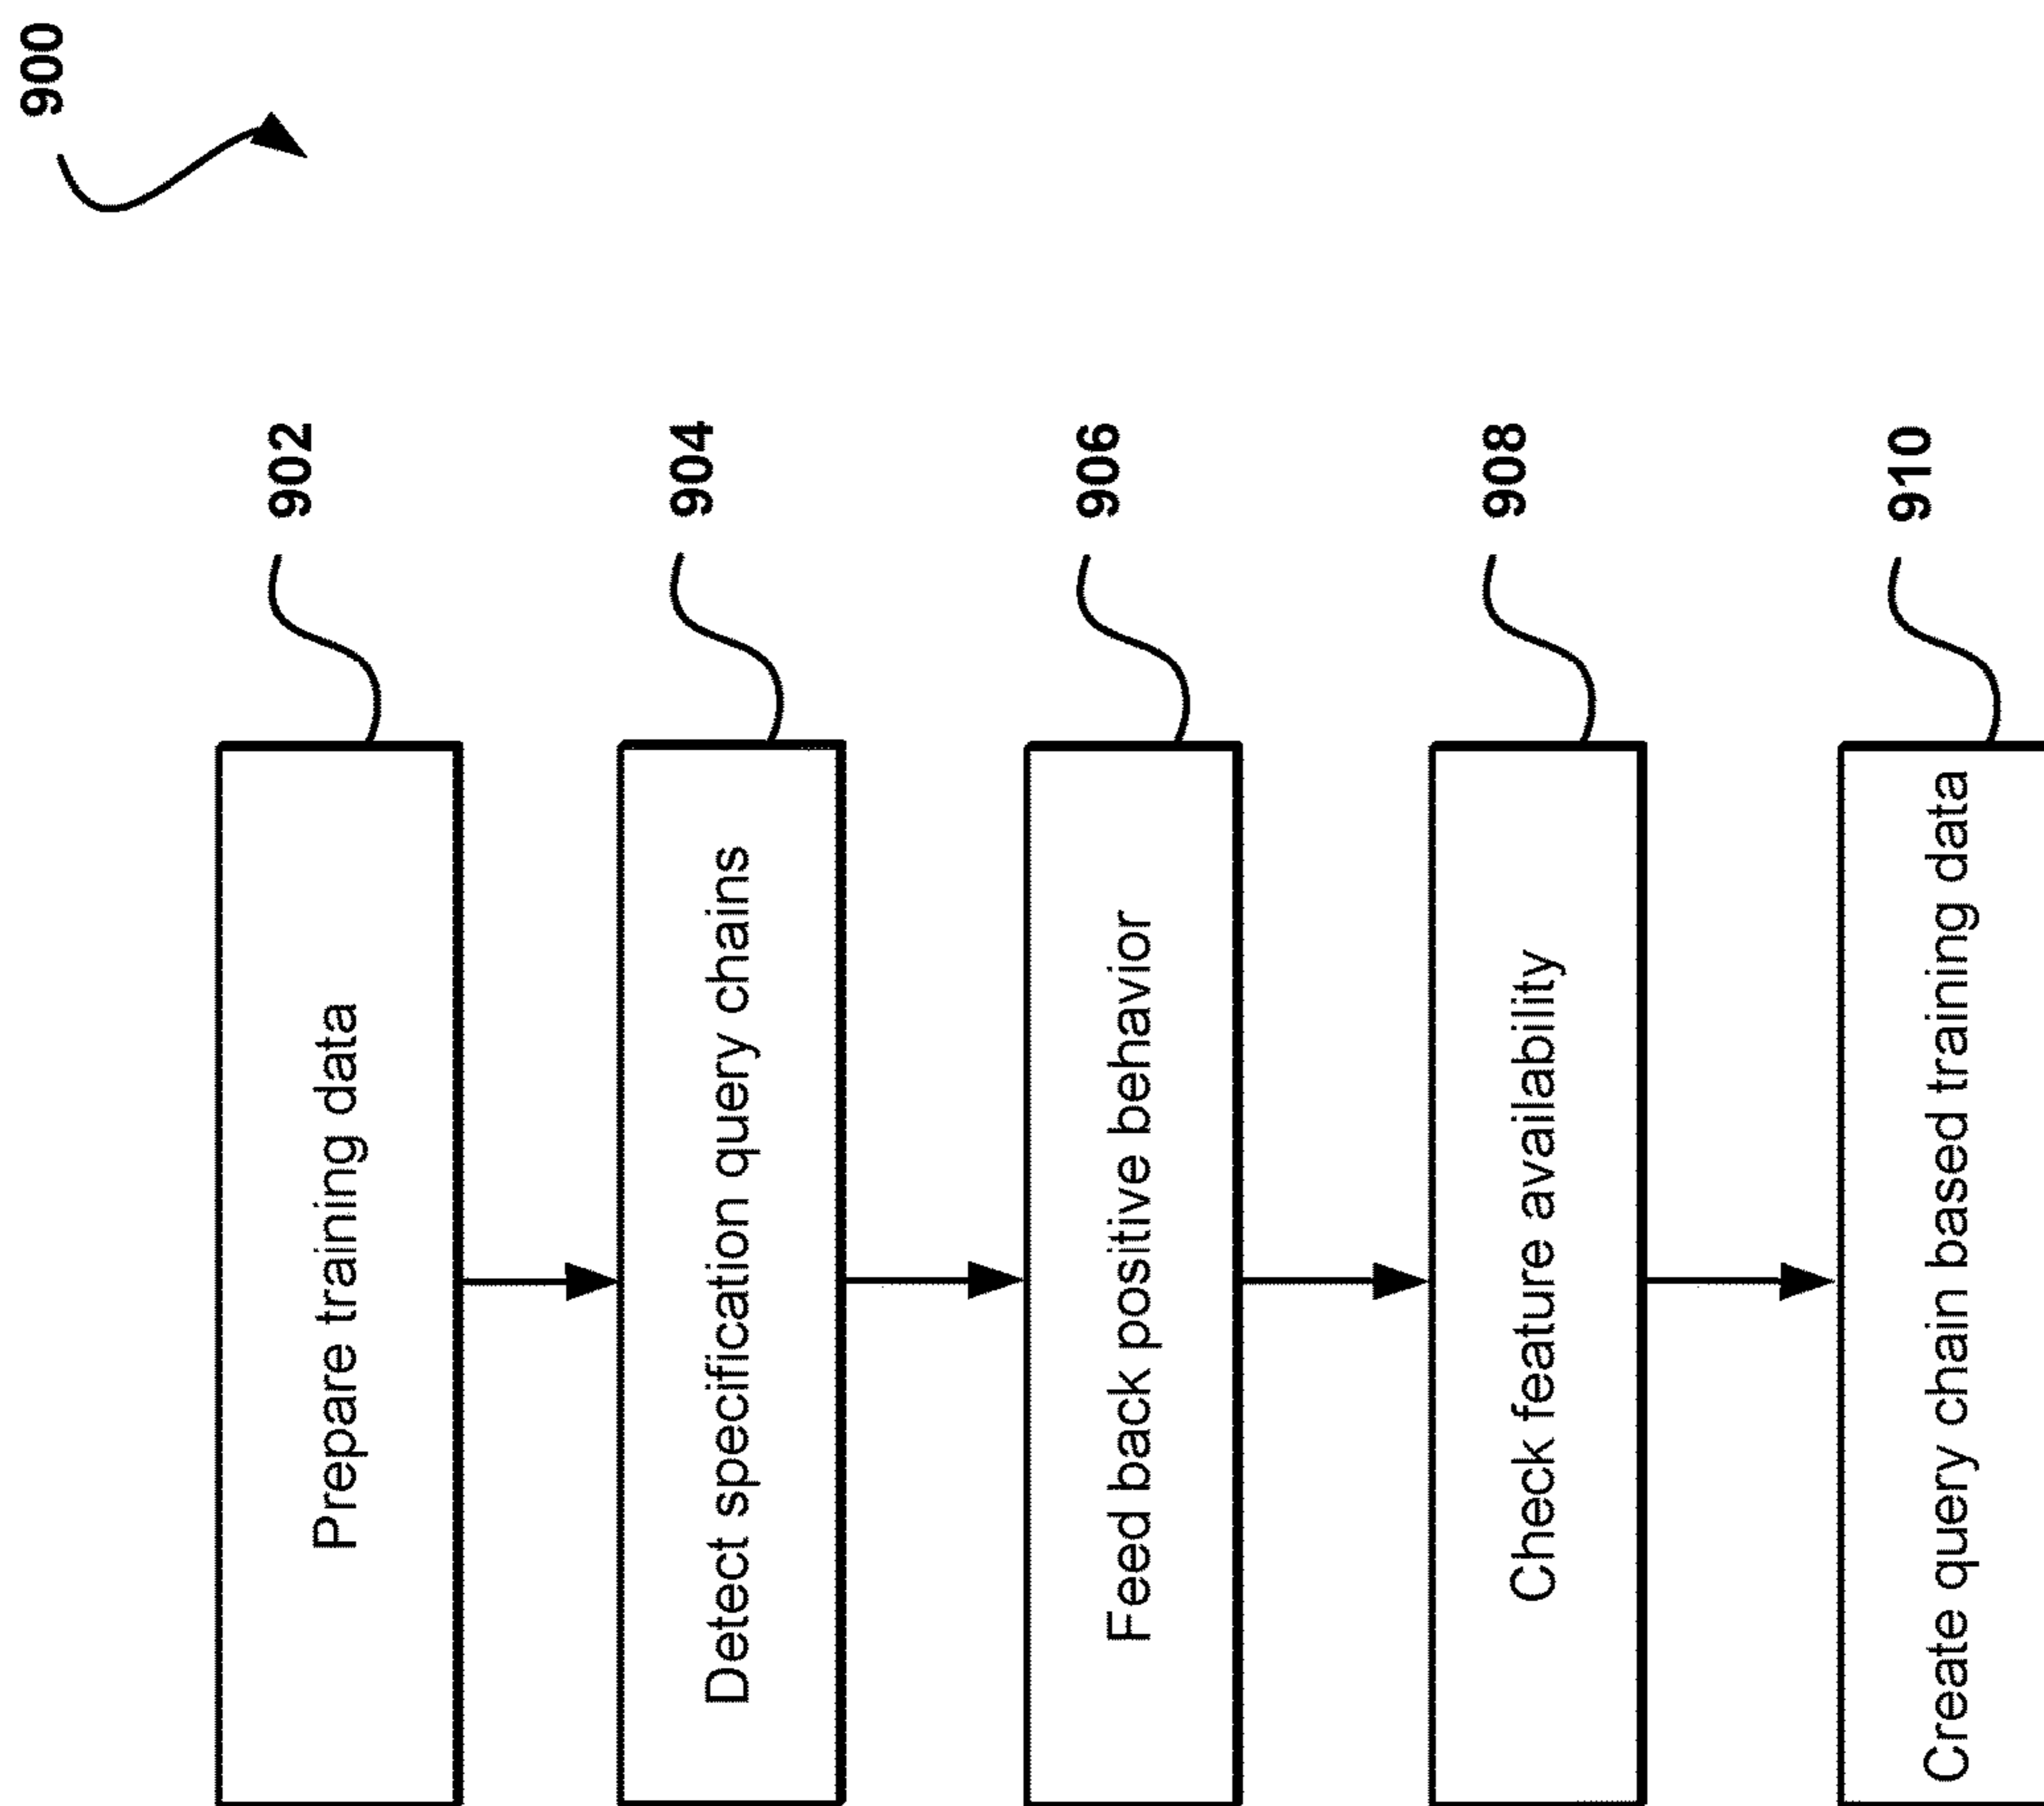 900
902
Prepare training data
904
Detect specification query chains
906
Feed back positive behavior
908
Check feature availability
910
Create query chain based training data